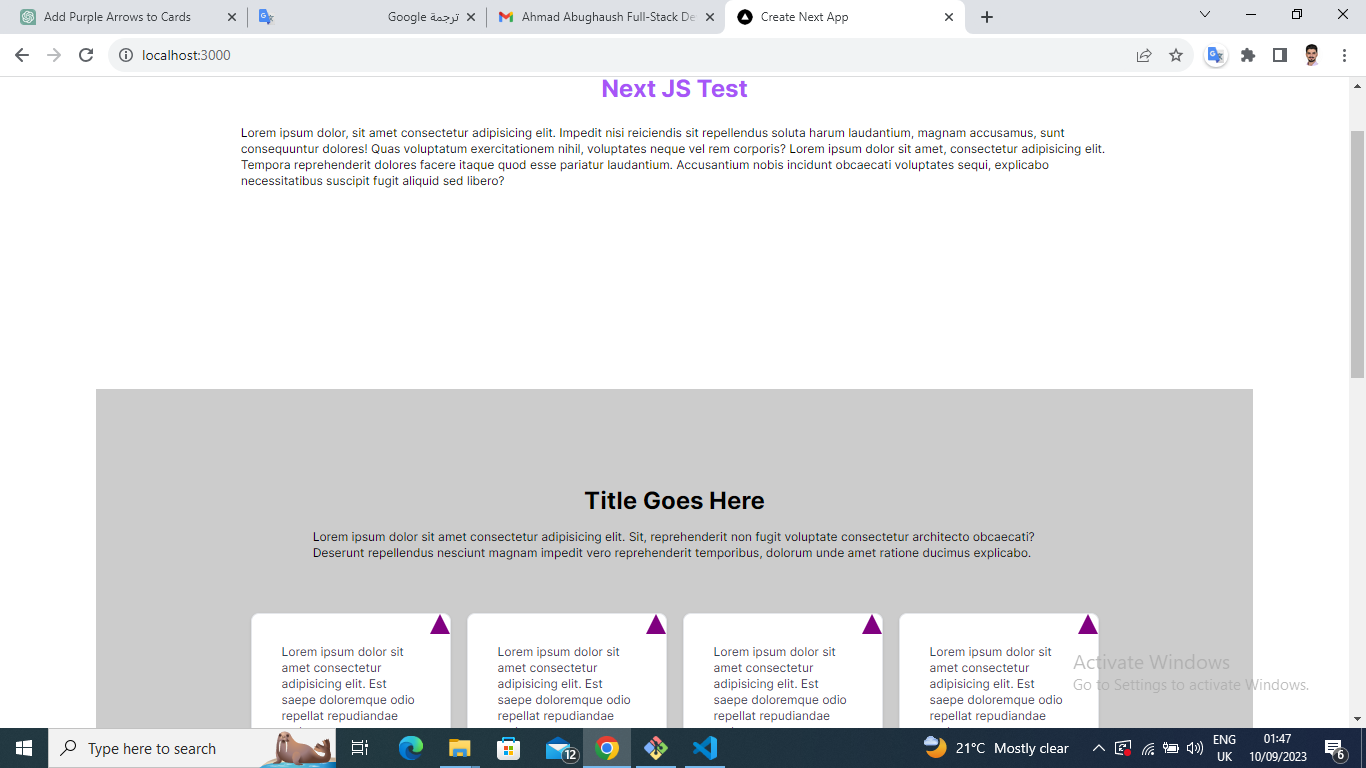 Add Purple Arrows to Cards
ترجمة Google
Ahmad Abughaush Full-Stack De
Create Next App
localhost:3000
Next JS Test
Lorem ipsum dolor, sit amet consectetur adipisicing elit. Impedit nisi reiciendis sit repellendus soluta harum laudantium, magnam accusamus, sunt
consequuntur dolores! Quas voluptatum exercitationem nihil, voluptates neque vel rem corporis? Lorem ipsum dolor sit amet, consectetur adipisicing elit.
Tempora reprehenderit dolores facere itaque quod esse pariatur laudantium. Accusantium nobis incidunt obcaecati voluptates sequi, explicabo
necessitatibus suscipit fugit aliquid sed libero?
Title Goes Here
Lorem ipsum dolor sit amet consectetur adipisicing elit. Sit, reprehenderit non fugit voluptate consectetur architecto obcaecati?
Deserunt repellendus nesciunt magnam impedit vero reprehenderit temporibus, dolorum unde amet ratione ducimus explicabo.
Lorem ipsum dolor sit
amet consectetur
adipisicing elit. Est
saepe doloremque odio
repellat repudiandae
Lorem ipsum dolor sit
amet consectetur
adipisicing elit. Est
saepe doloremque odio
repellat repudiandae
Lorem ipsum dolor sit
amet consectetur
adipisicing elit. Est
saepe doloremque odio
repellat repudiandae
Lorem ipsum dolor sit
amet consectetur
adipisicing elit. Est
saepe doloremque odio
repellat repudiandae
Activate Windows
Go to Settings to activate Windows.
Type here to search
12
21°C Mostly clear
ENG
UK
01:47
10/09/2023
6